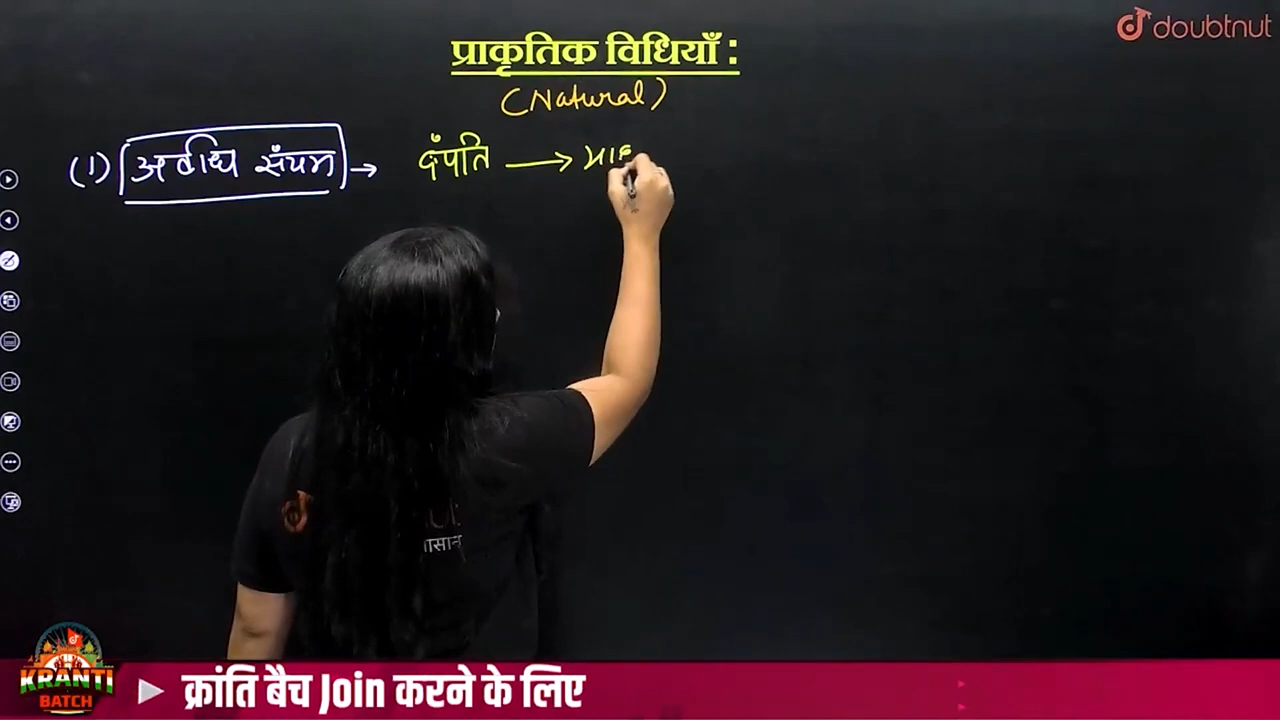 doubtnut
प्राकृतिक विधियाँ :
(Natural)
(1) अवधि संयम → दंपति → माह
KRANTI
BATCH
क्रांति बैच Join करने के लिए